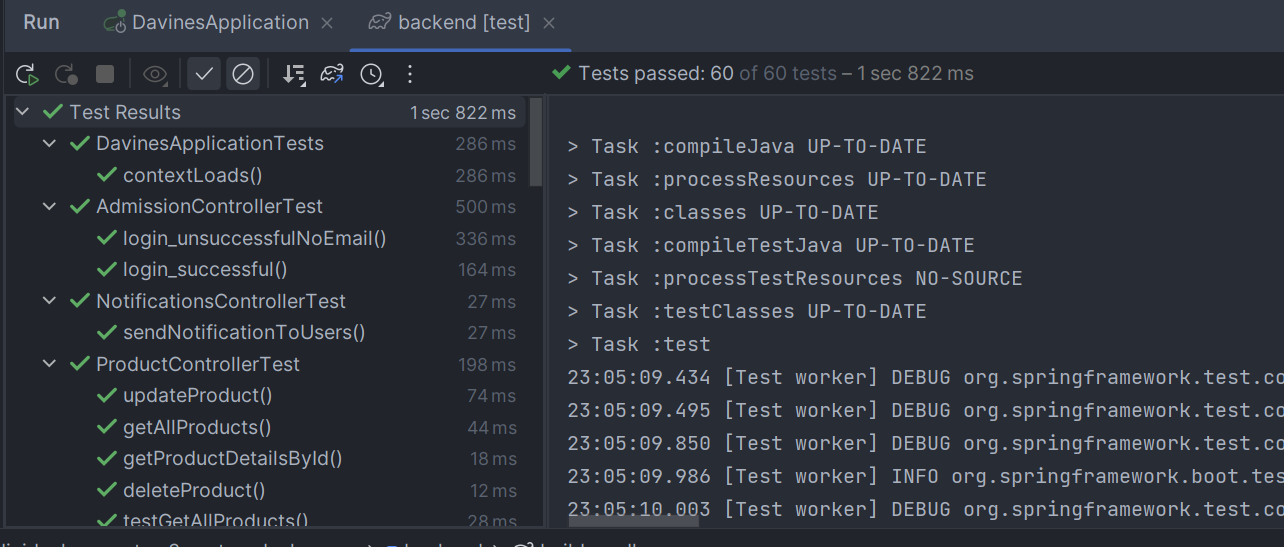 Run DavinesApplication backend [test]
Tests passed: 60 of 60 tests – 1 sec 822 ms
Test Results 1 sec 822 ms
DavinesApplicationTests 286 ms
contextLoads() 286 ms
AdmissionControllerTest 500 ms
login_unsuccessfulNoEmail() 336 ms
login_successful() 164 ms
NotificationsControllerTest 27 ms
sendNotificationToUsers() 27 ms
ProductControllerTest 198 ms
updateProduct() 74 ms
getAllProducts() 44 ms
getProductDetailsById() 18 ms
deleteProduct() 12 ms
testGetAllProducts() 28 ms
> Task :compileJava UP-TO-DATE
> Task :processResources UP-TO-DATE
> Task :classes UP-TO-DATE
> Task :compileTestJava UP-TO-DATE
> Task :processTestResources NO-SOURCE
> Task :testClasses UP-TO-DATE
> Task :test
23:05:09.434 [Test worker] DEBUG org.springframework.test.co
23:05:09.495 [Test worker] DEBUG org.springframework.test.co
23:05:09.850 [Test worker] DEBUG org.springframework.test.co
23:05:09.986 [Test worker] INFO org.springframework.boot.tes
23:05:10.003 [Test worker] DEBUG org.springframework.test.co